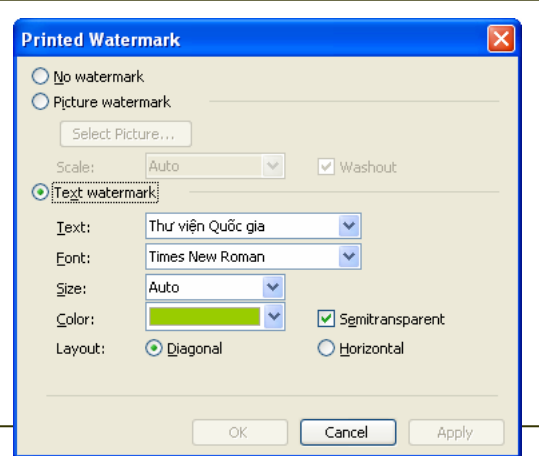 Printed Watermark
No watermark
Picture watermark
Select Picture...
Scale: Auto Washout
Text watermark
Text: Thư viện Quốc gia
Font: Times New Roman
Size: Auto
Color: Semitransparent
Layout: Diagonal Horizontal
OK Cancel Apply